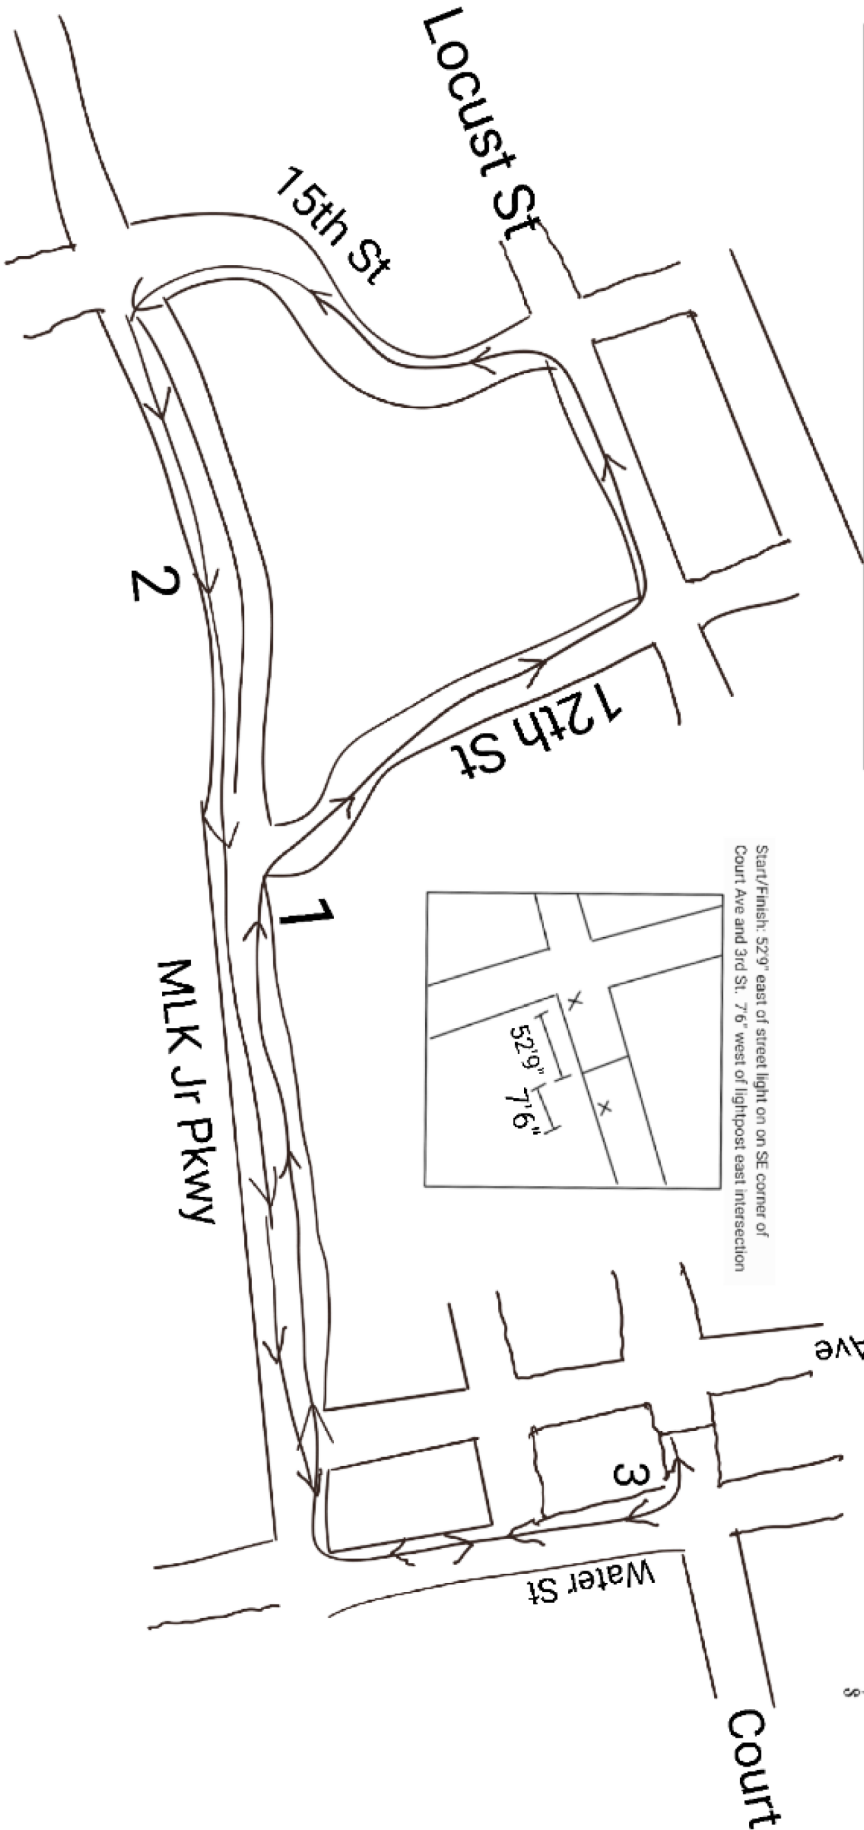 Locust St
15th St
12th St
2
1
Start/Finish: 52'9" east of street light on on SE corner of
Court Ave and 3rd St. 7'6" west of lightpost east intersection
52'9"
7'6"
MLK Jr Pkwy
Ave
3
Water St
Court